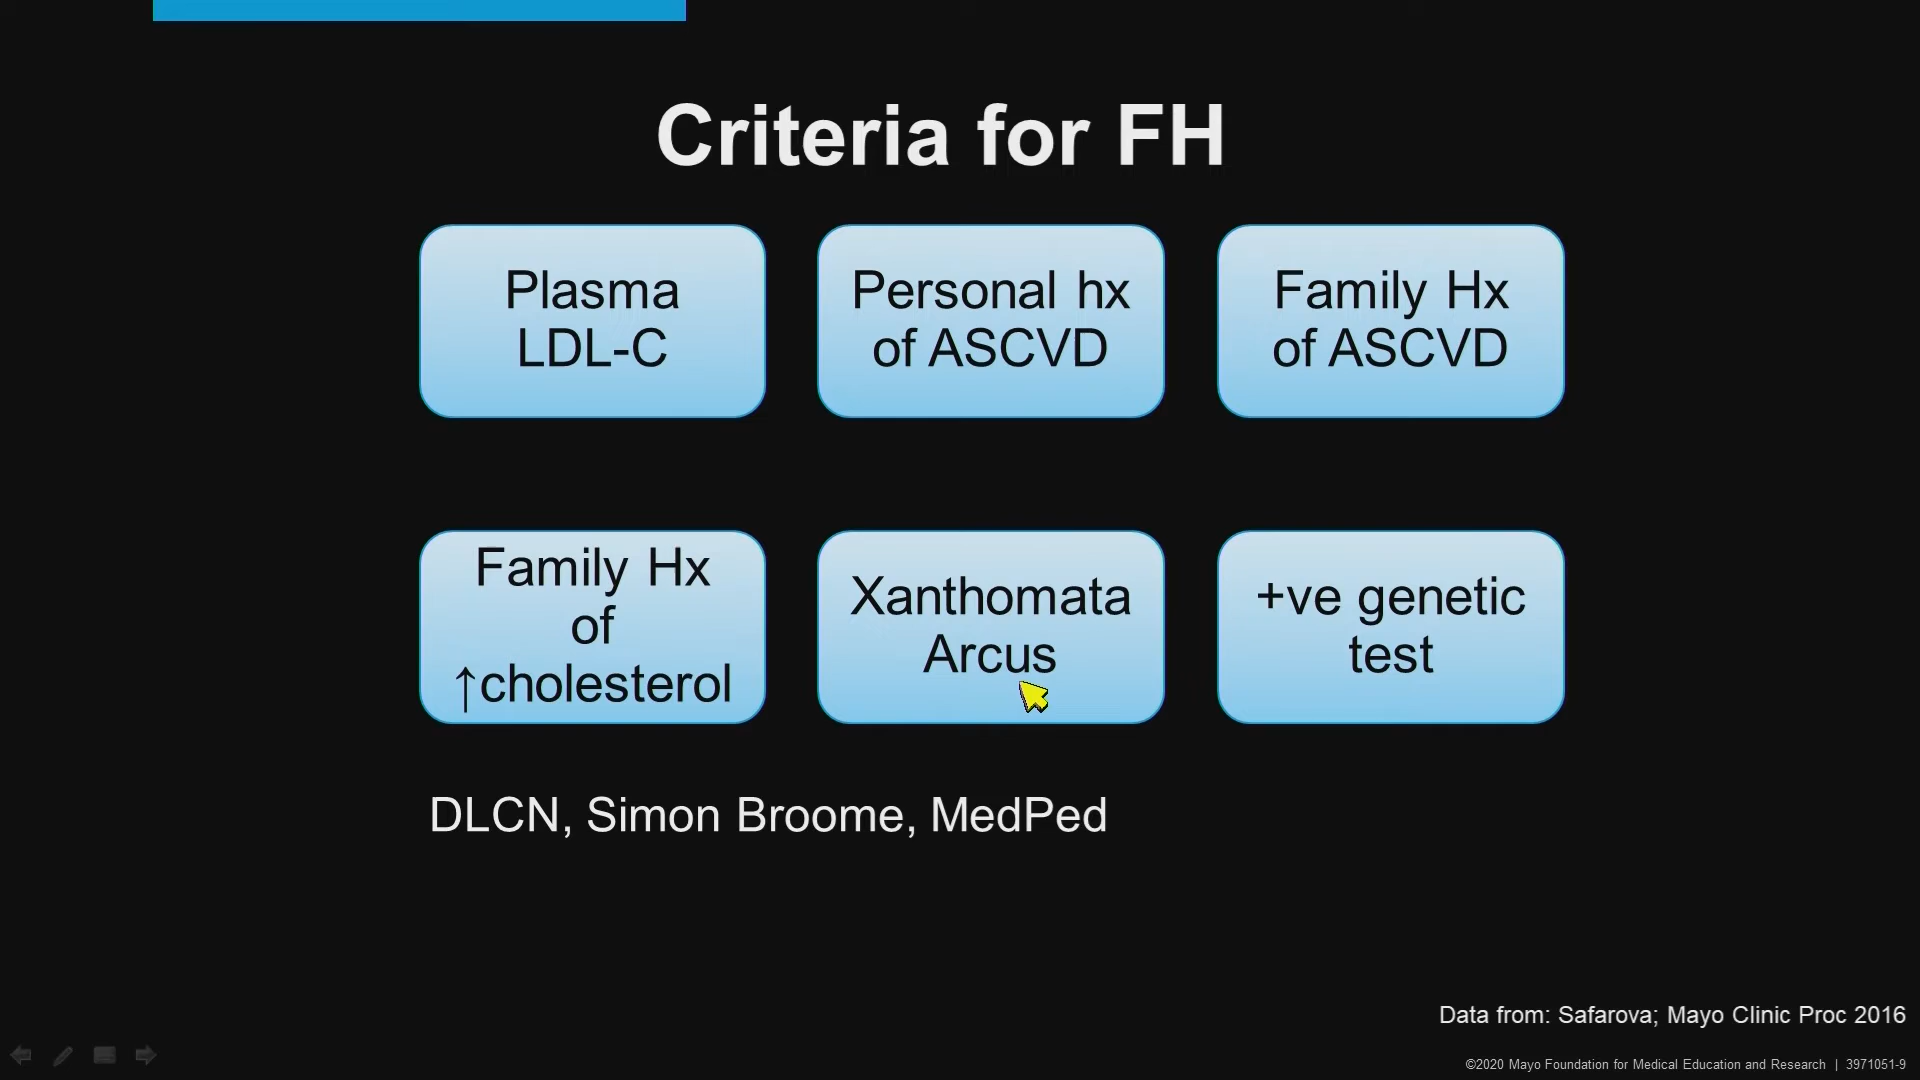 Criteria for FH
Plasma
LDL-C
Personal hx
of ASCVD
Family Hx
of ASCVD
Family Hx
of
↑cholesterol
Xanthomata
Arcus
+ve genetic
test
DLCN, Simon Broome, MedPed
Data from: Safarova; Mayo Clinic Proc 2016
©2020 Mayo Foundation for Medical Education and Research | 3971051-9